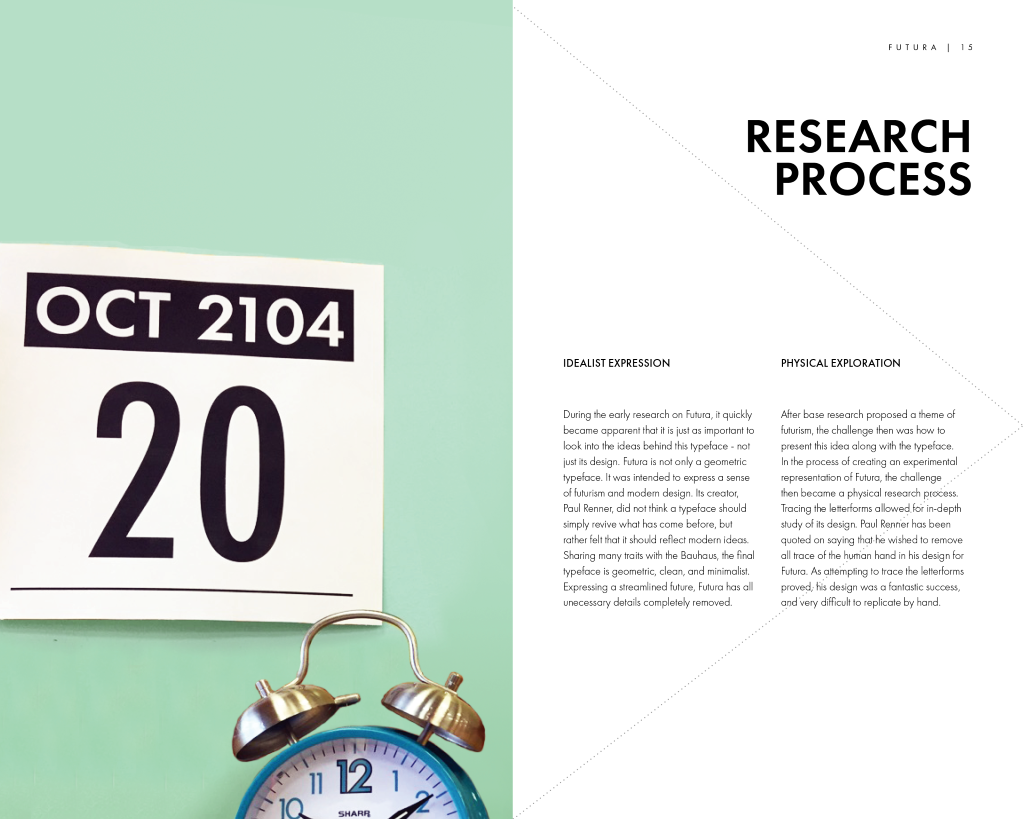 OCT 2104
20
11 12 1
10 2
SHARP
FUTURA | 15
RESEARCH
PROCESS
IDEALIST EXPRESSION
During the early research on Futura, it quickly
became apparent that it is just as important to
look into the ideas behind this typeface - not
just its design. Futura is not only a geometric
typeface. It was intended to express a sense
of futurism and modern design. Its creator,
Paul Renner, did not think a typeface should
simply revive what has come before, but
rather felt that it should reflect modern ideas.
Sharing many traits with the Bauhaus, the final
typeface is geometric, clean, and minimalist.
Expressing a streamlined future, Futura has all
unecessary details completely removed.
PHYSICAL EXPLORATION
After base research proposed a theme of
futurism, the challenge then was how to
present this idea along with the typeface.
In the process of creating an experimental
representation of Futura, the challenge
then became a physical research process.
Tracing the letterforms allowed for in-depth
study of its design. Paul Renner has been
quoted on saying that he wished to remove
all trace of the human hand in his design for
Futura. As attempting to trace the letterforms
proved, his design was a fantastic success,
and very difficult to replicate by hand.